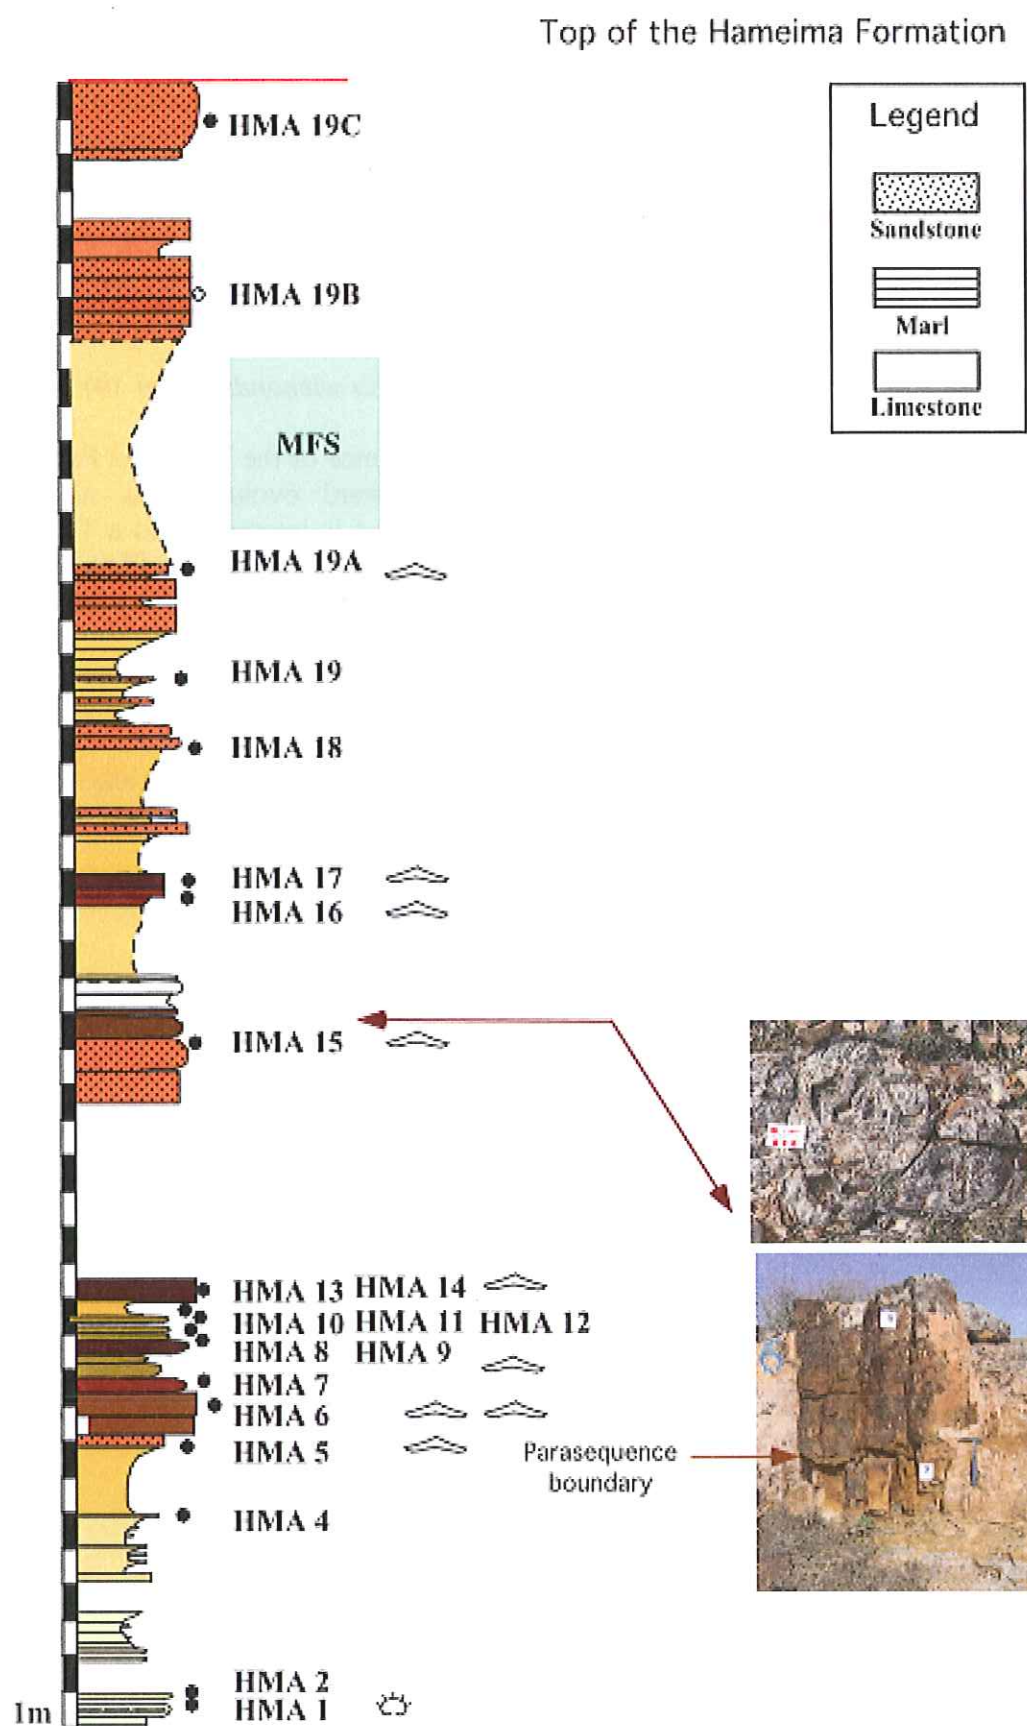 Top of the Hameima Formation
Legend
Sandstone
Marl
Limestone
HMA 19C
HMA 19B
MFS
HMA 19A
HMA 19
HMA 18
HMA 17
HMA 16
HMA 15
HMA 13 HMA 14
HMA 10 HMA 11 HMA 12
HMA 8 HMA 9
HMA 7
HMA 6
HMA 5
Parasequence
boundary
HMA 4
HMA 2
HMA 1
1m